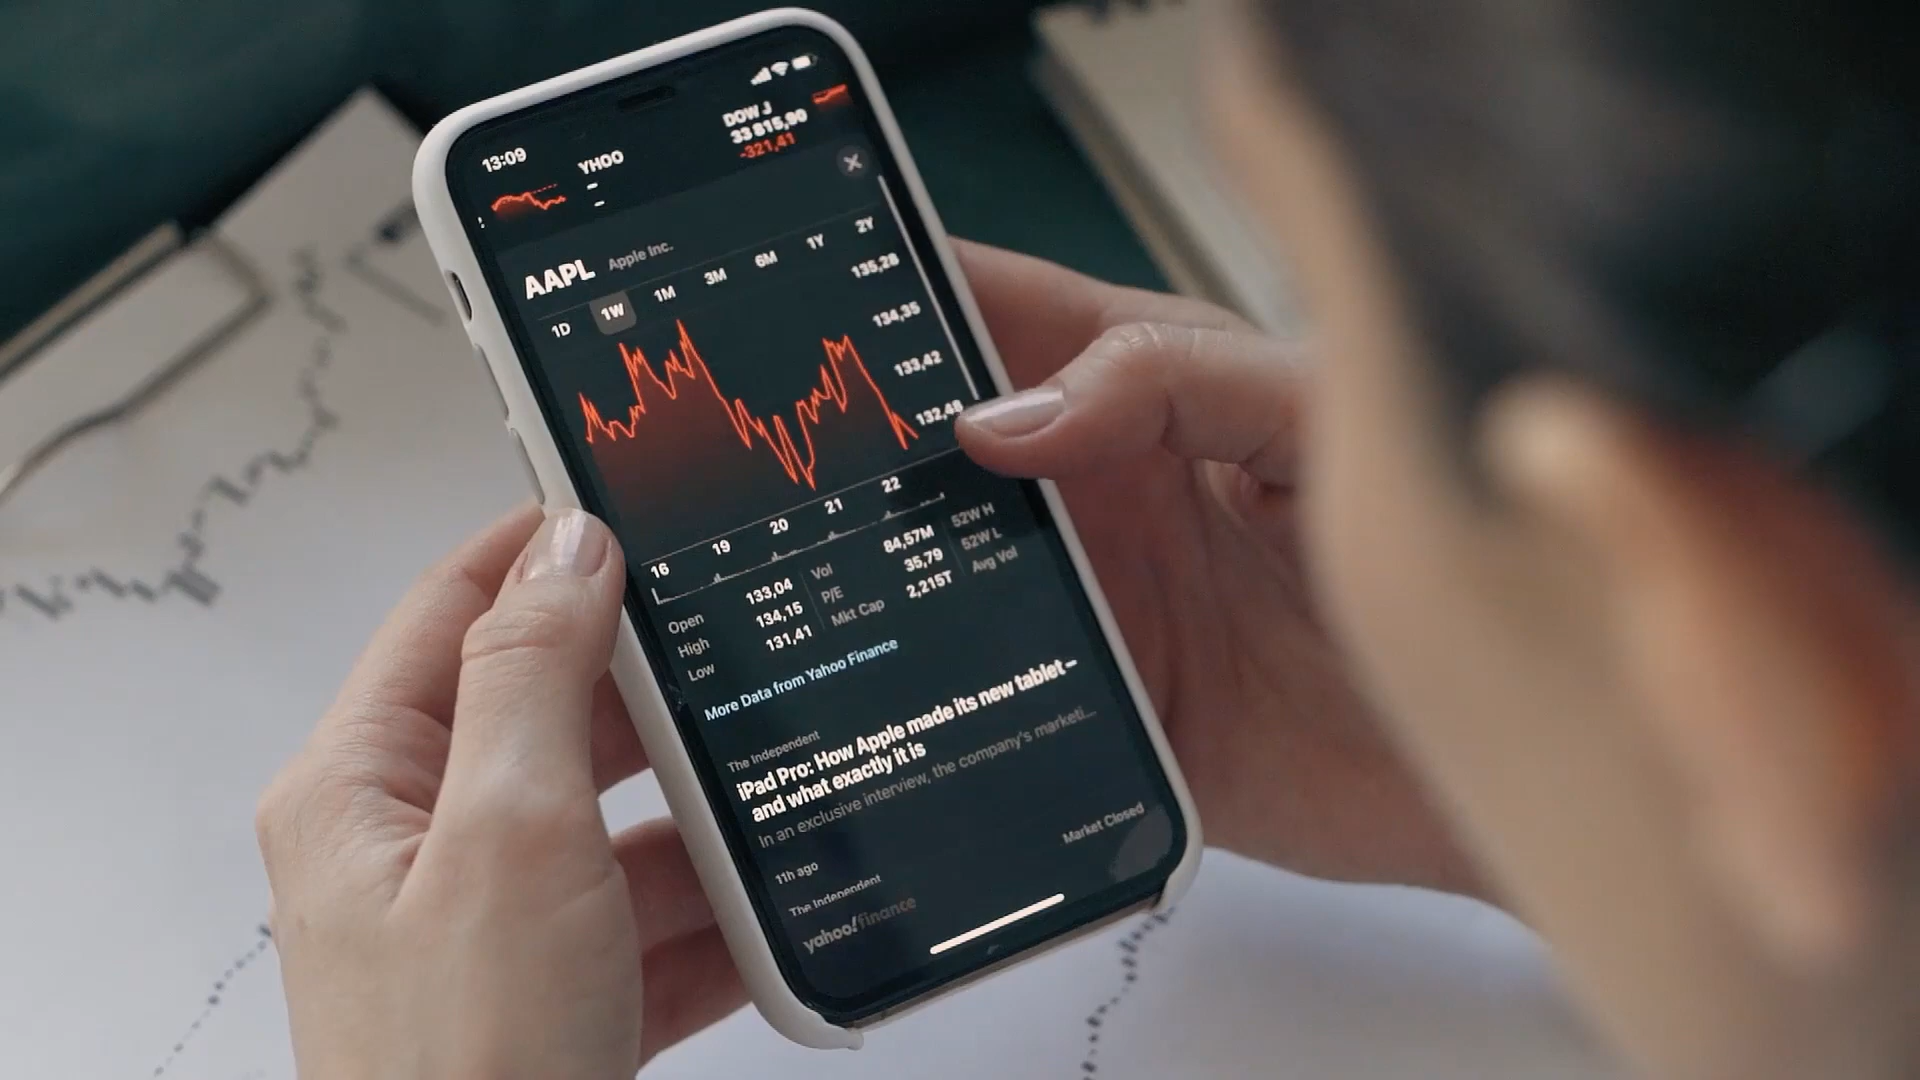 13:09
YHOO
-
-
DOW J
33 815,90
-321,41
AAPL Apple Inc.
1D 1W 1M 3M 6M 1Y 2Y
135,28
134,35
133,42
132,48
16 19 20 21 22
Open 133,04
High 134,15
Low 131,41
Vol 84,57M
P/E 35,79
Mkt Cap 2,215T
52W H
52W L
Avg Vol
More Data from Yahoo Finance
The Independent
iPad Pro: How Apple made its new tablet –
and what exactly it is
In an exclusive interview, the company's marketi...
11h ago
The Independent
yahoo!finance
Market Closed